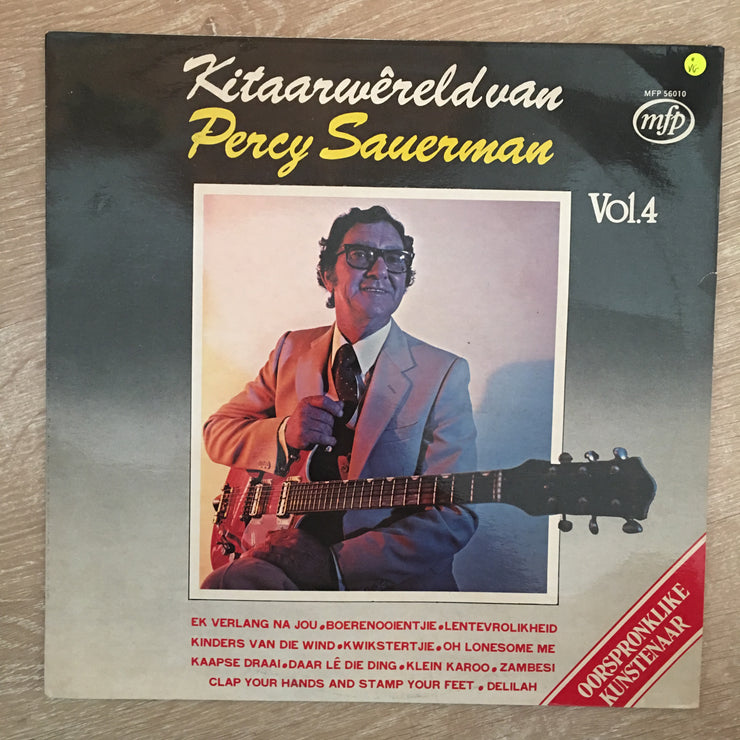 VG
Kitaarwêreld van
Percy Sauerman
MFP 56010
mfp
Vol.4
EK VERLANG NA JOU • BOERENOOIENTJIE • LENTEVROLIKHEID
KINDERS VAN DIE WIND • KWIKSTERTJIE • OH LONESOME ME
KAAPSE DRAAI • DAAR LÊ DIE DING • KLEIN KAROO • ZAMBESI
CLAP YOUR HANDS AND STAMP YOUR FEET • DELILAH
OORSPRONKLIKE
KUNSTENAAR